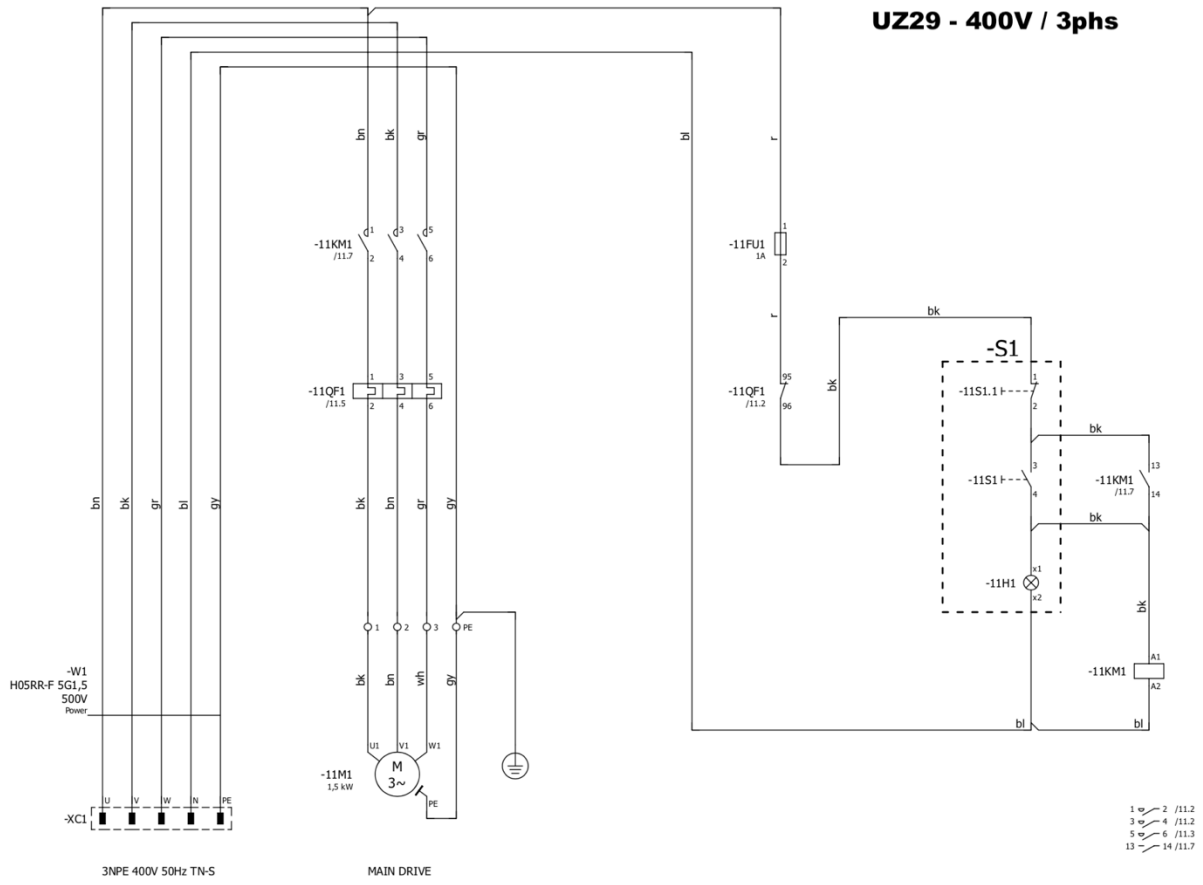 UZ29 - 400V / 3phs
bn
bk
gr
bl
r
-11KM1
/11.7
1
2
3
4
5
6
-11FU1
1A
1
2
r
bk
bk
-S1
-11QF1
/11.5
1
2
3
4
5
6
-11QF1
/11.2
95
96
-11S1.1
1
2
bk
-11S1
3
4
-11KM1
/11.7
13
14
bk
bn
bk
gr
bl
gy
bk
bn
gr
gy
-11H1
x1
x2
bk
1
2
3
PE
-W1
H05RR-F 5G1,5
500V
Power
bk
bn
wh
gy
-11KM1
A1
A2
bl
bl
U1
V1
W1
-11M1
1,5 kW
M
3~
PE
-XC1
U
V
W
N
PE
1 2 /11.2
3 4 /11.2
5 6 /11.3
13 14 /11.7
3NPE 400V 50Hz TN-S
MAIN DRIVE